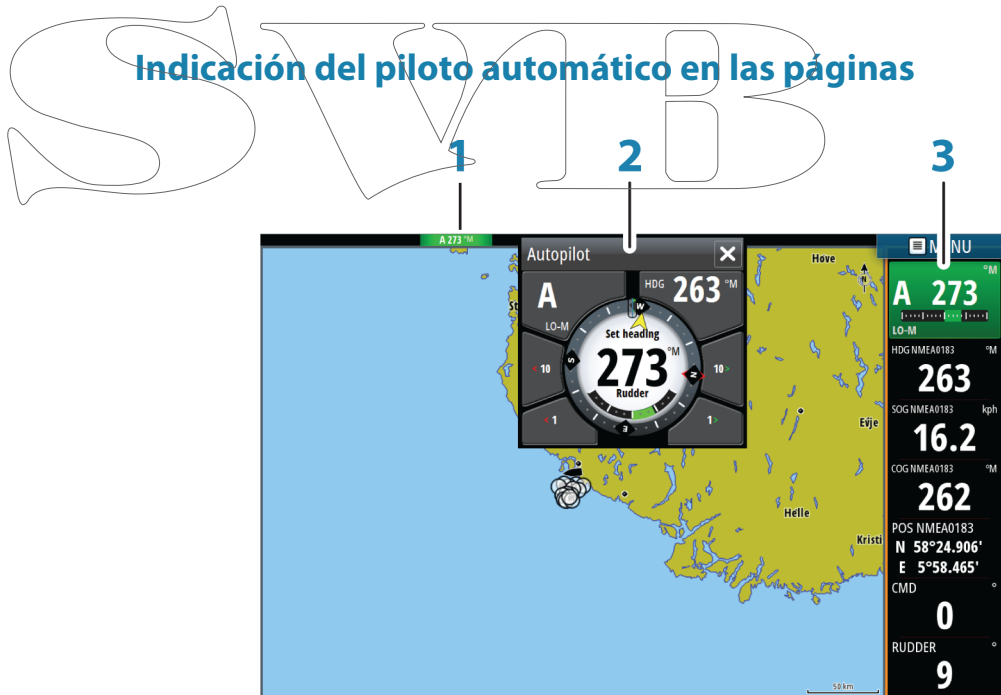 SVB
Indicación del piloto automático en las páginas
1 2 3
A 273 °M
Autopilot
A
LO-M
HDG 263 °M
W
Set heading
273 °M
Rudder
S
N
E
< 10
10 >
< 1
1 >
Hove
N
St
Evje
Helle
Kristi
50 km
MENU
°M
A 273
LO-M
HDG NMEA0183 °M
263
SOG NMEA0183 kph
16.2
COG NMEA0183 °M
262
POS NMEA0183
N 58°24.906'
E 5°58.465'
CMD °
0
RUDDER °
9